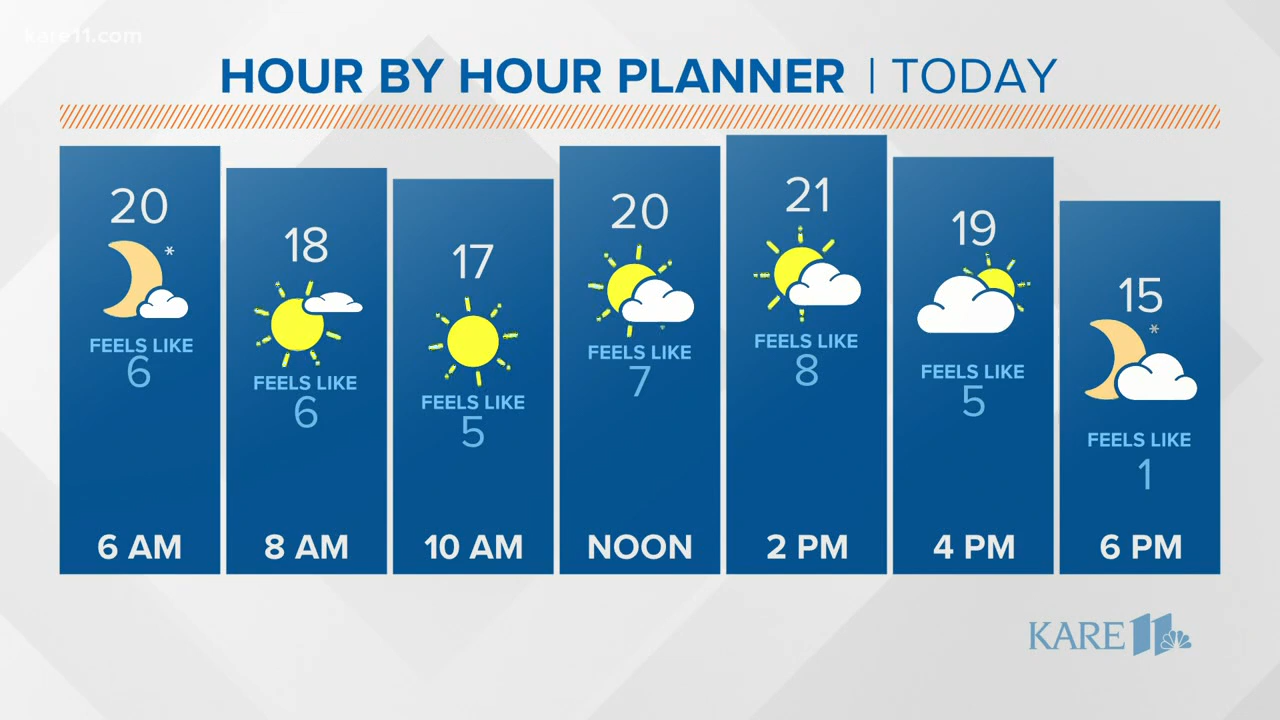 kare11.com
HOUR BY HOUR PLANNER | TODAY
20
FEELS LIKE
6
6 AM
18
FEELS LIKE
6
8 AM
17
FEELS LIKE
5
10 AM
20
FEELS LIKE
7
NOON
21
FEELS LIKE
8
2 PM
19
FEELS LIKE
5
4 PM
15
FEELS LIKE
1
6 PM
KARE 11